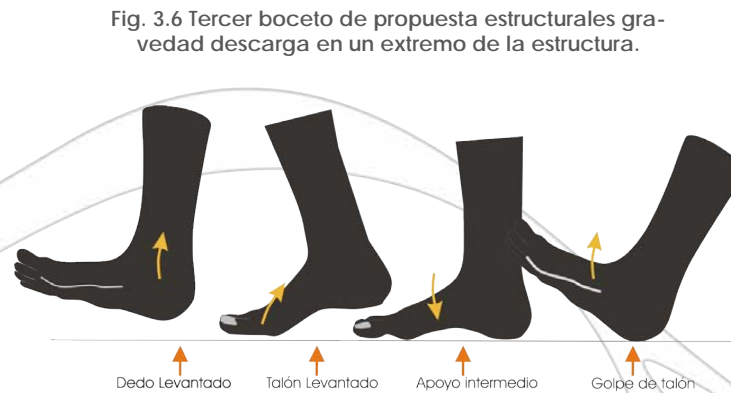 Fig. 3.6 Tercer boceto de propuesta estructurales gra-
vedad descarga en un extremo de la estructura.
Dedo Levantado
Talón Levantado
Apoyo intermedio
Golpe de talón